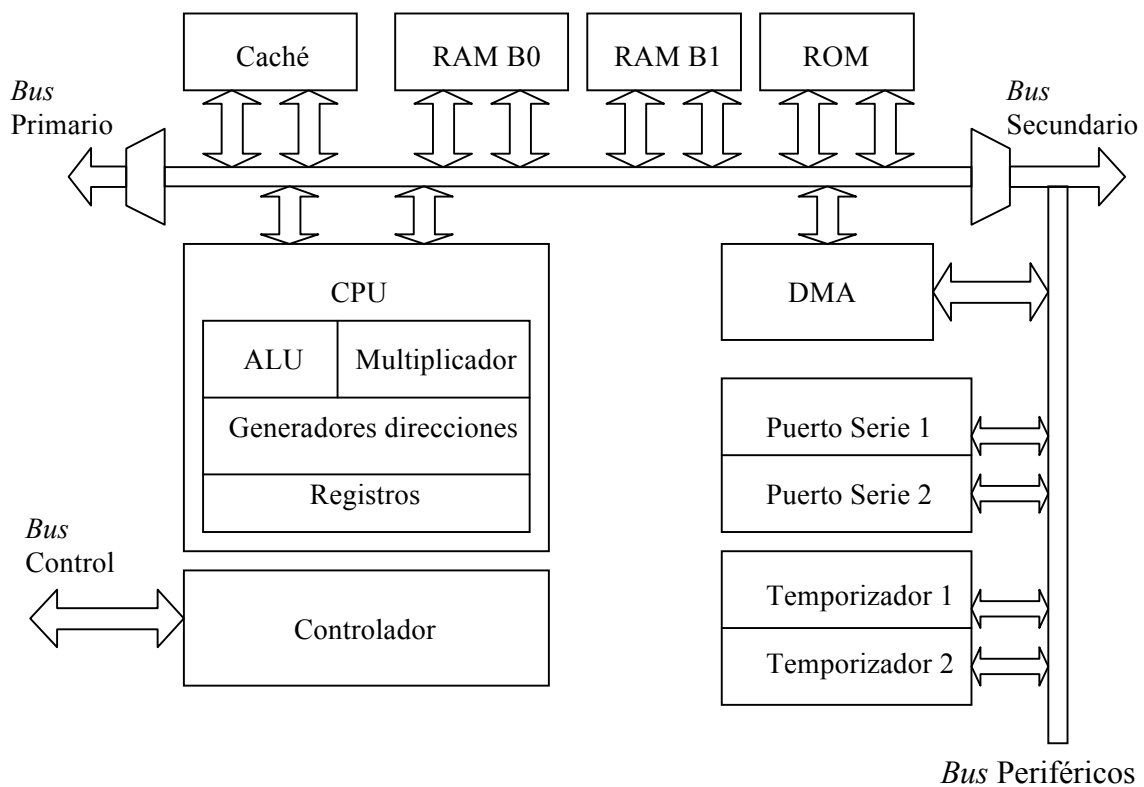 Caché
RAM B0
RAM B1
ROM
Bus
Primario
Bus
Secundario
CPU
ALU
Multiplicador
Generadores direcciones
Registros
DMA
Puerto Serie 1
Puerto Serie 2
Bus
Control
Controlador
Temporizador 1
Temporizador 2
Bus Periféricos